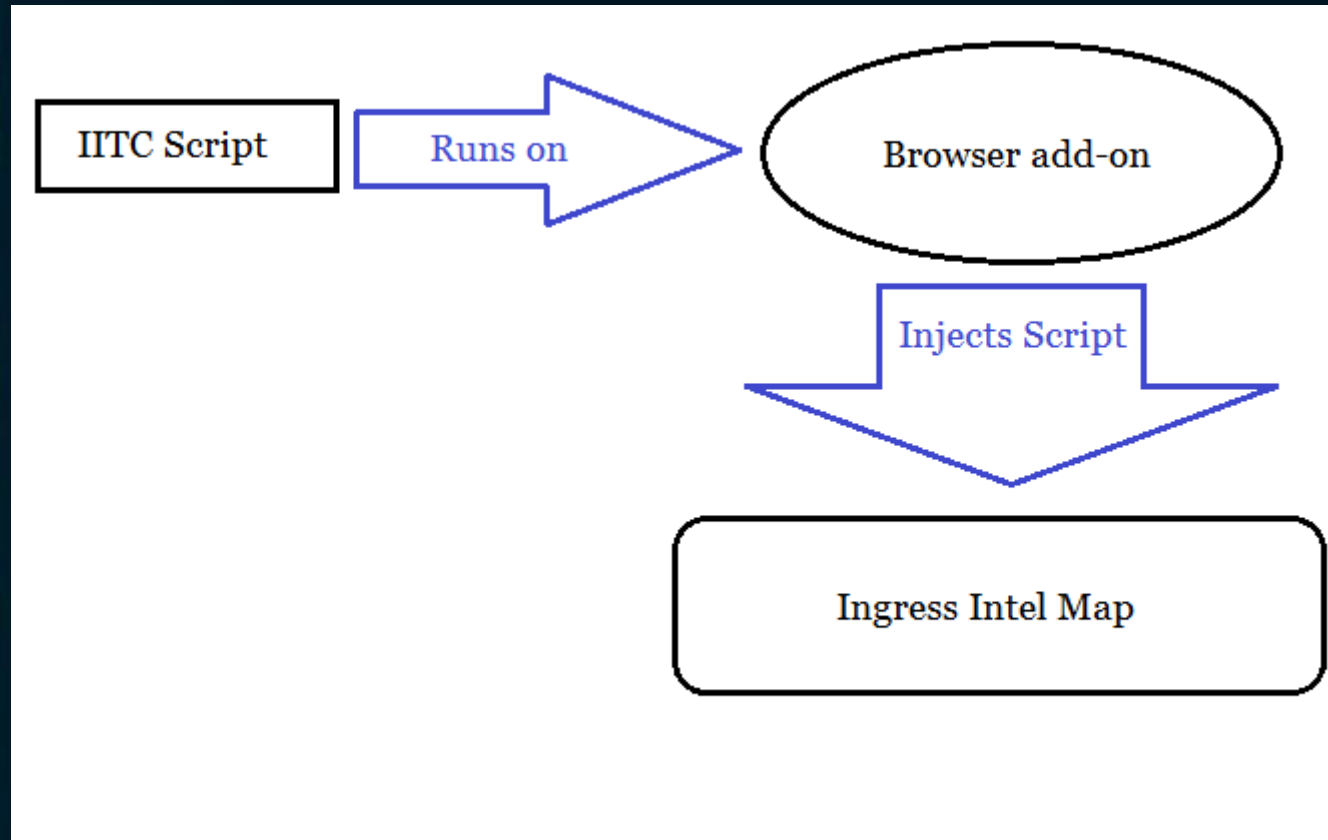 IITC Script
Runs on
Browser add-on
Injects Script
Ingress Intel Map